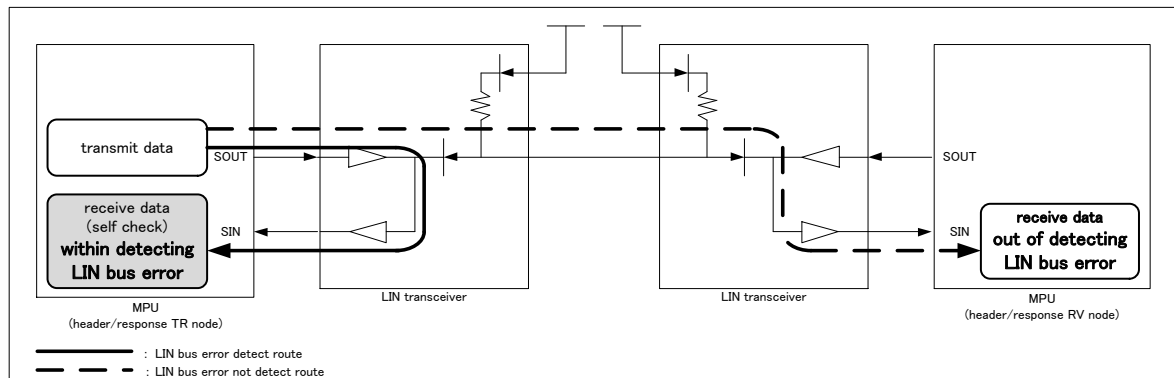 transmit data
SOUT
receive data
(self check)
within detecting
LIN bus error
SIN
MPU
(header/response TR node)
LIN transceiver
LIN transceiver
SOUT
SIN
receive data
out of detecting
LIN bus error
MPU
(header/response RV node)
: LIN bus error detect route
: LIN bus error not detect route